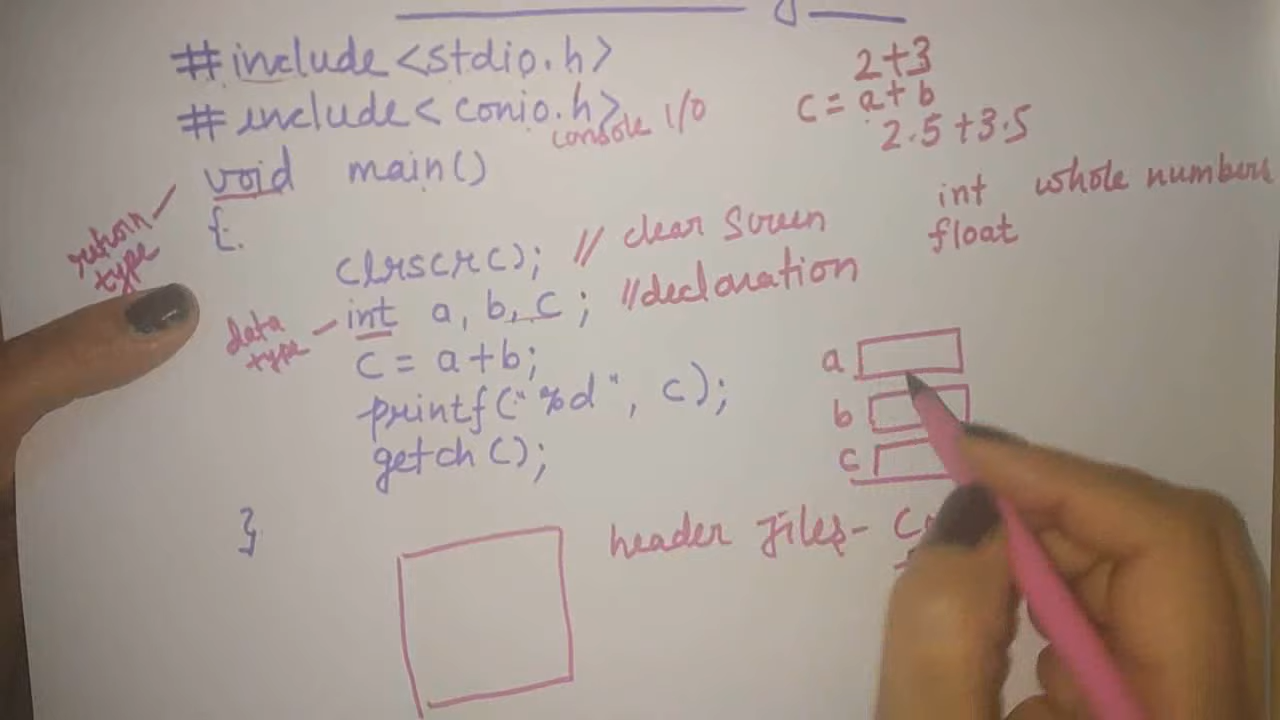 #include <stdio.h>
#include < conio.h>
console I/O
void main()
return type
{
clrscr(); // clear screen
int a, b, c ; //declaration
data type
c = a+b;
printf("%d", c);
getch ();
}
2+3
c = a+b
2.5+3.5
int whole numbers
float
a
b
c
header files-